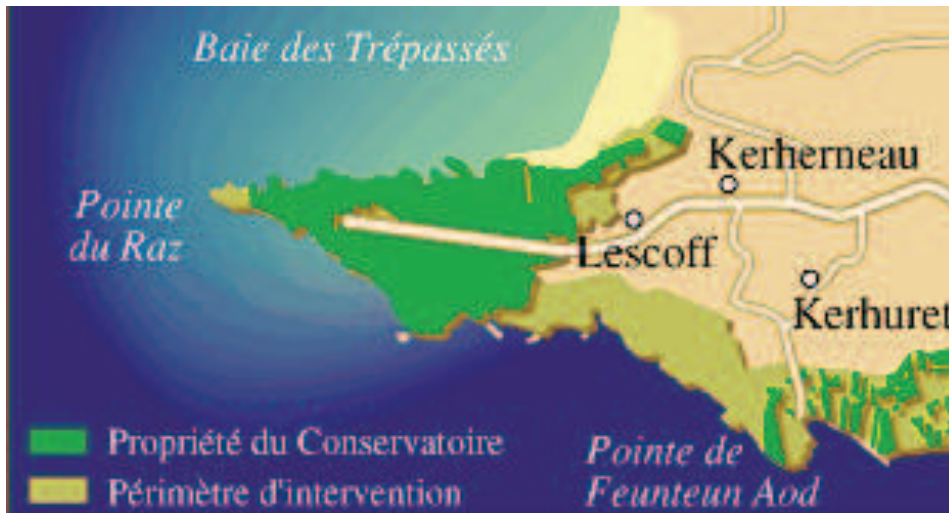 Baie des Trépassés
Kerherneau
Pointe
du Raz
Lescoff
Kerhuret
Propriété du Conservatoire
Périmètre d'intervention
Pointe de
Feunteun Aod